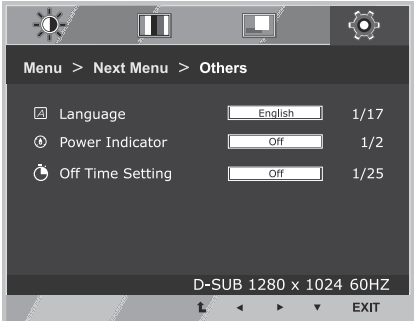 Menu > Next Menu > Others
Language English 1/17
Power Indicator Off 1/2
Off Time Setting Off 1/25
D-SUB 1280 x 1024 60HZ
EXIT